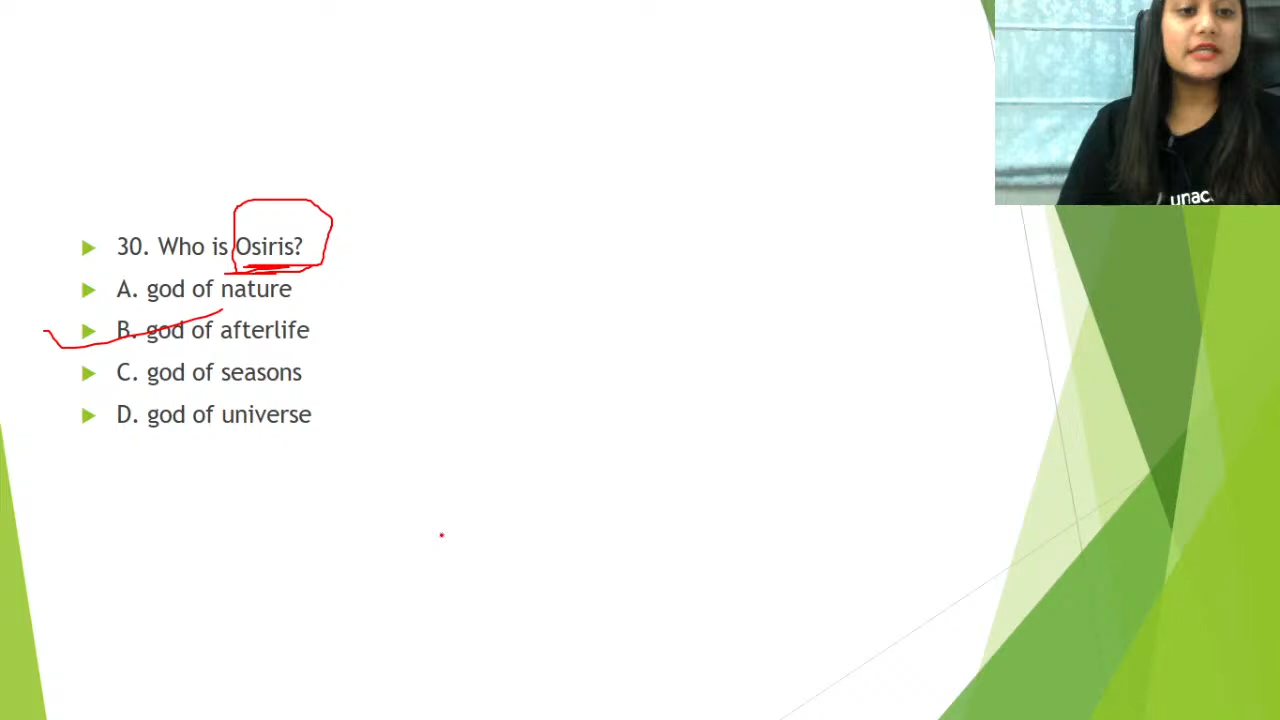 30. Who is Osiris?
A. god of nature
B. god of afterlife
C. god of seasons
D. god of universe
unac